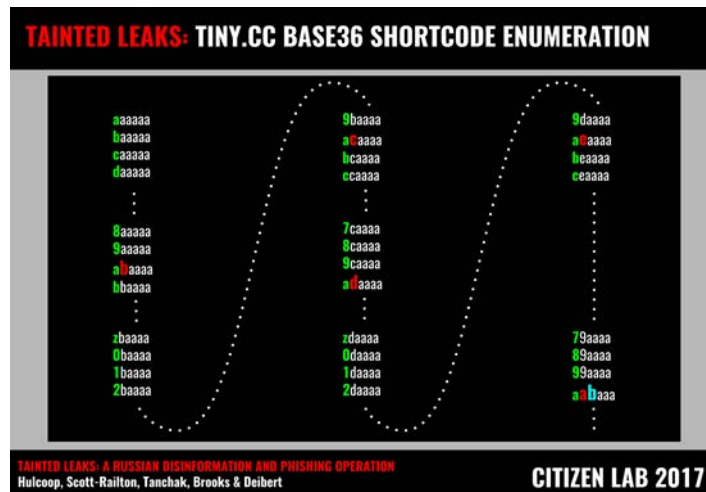 TAINTED LEAKS: TINY.CC BASE36 SHORTCODE ENUMERATION
aaaaaa
baaaaa
caaaaa
daaaaa
8aaaaa
9aaaaa
abaaaa
bbaaaa
zbaaaa
0baaaa
1baaaa
2baaaa
9baaaa
acaaaa
bcaaaa
ccaaaa
7caaaa
8caaaa
9caaaa
adaaaa
zdaaaa
0daaaa
1daaaa
2daaaa
9daaaa
aeaaaa
beaaaa
ceaaaa
79aaaa
89aaaa
99aaaa
aabaaa
TAINTED LEAKS: A RUSSIAN DISINFORMATION AND PHISHING OPERATION
Hulcoop, Scott-Railton, Tanchak, Brooks & Deibert
CITIZEN LAB 2017